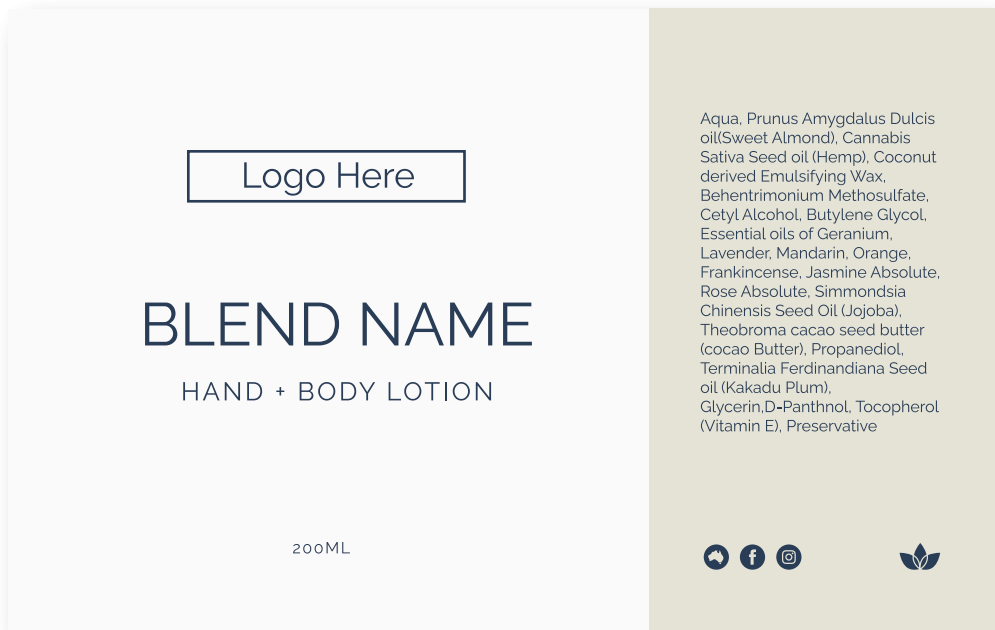 Logo Here
BLEND NAME
HAND + BODY LOTION
200ML
Aqua, Prunus Amygdalus Dulcis
oil(Sweet Almond), Cannabis
Sativa Seed oil (Hemp), Coconut
derived Emulsifying Wax,
Behentrimonium Methosulfate,
Cetyl Alcohol, Butylene Glycol,
Essential oils of Geranium,
Lavender, Mandarin, Orange,
Frankincense, Jasmine Absolute,
Rose Absolute, Simmondsia
Chinensis Seed Oil (Jojoba),
Theobroma cacao seed butter
(cocao Butter), Propanediol,
Terminalia Ferdinandiana Seed
oil (Kakadu Plum),
Glycerin,D-Panthnol, Tocopherol
(Vitamin E), Preservative